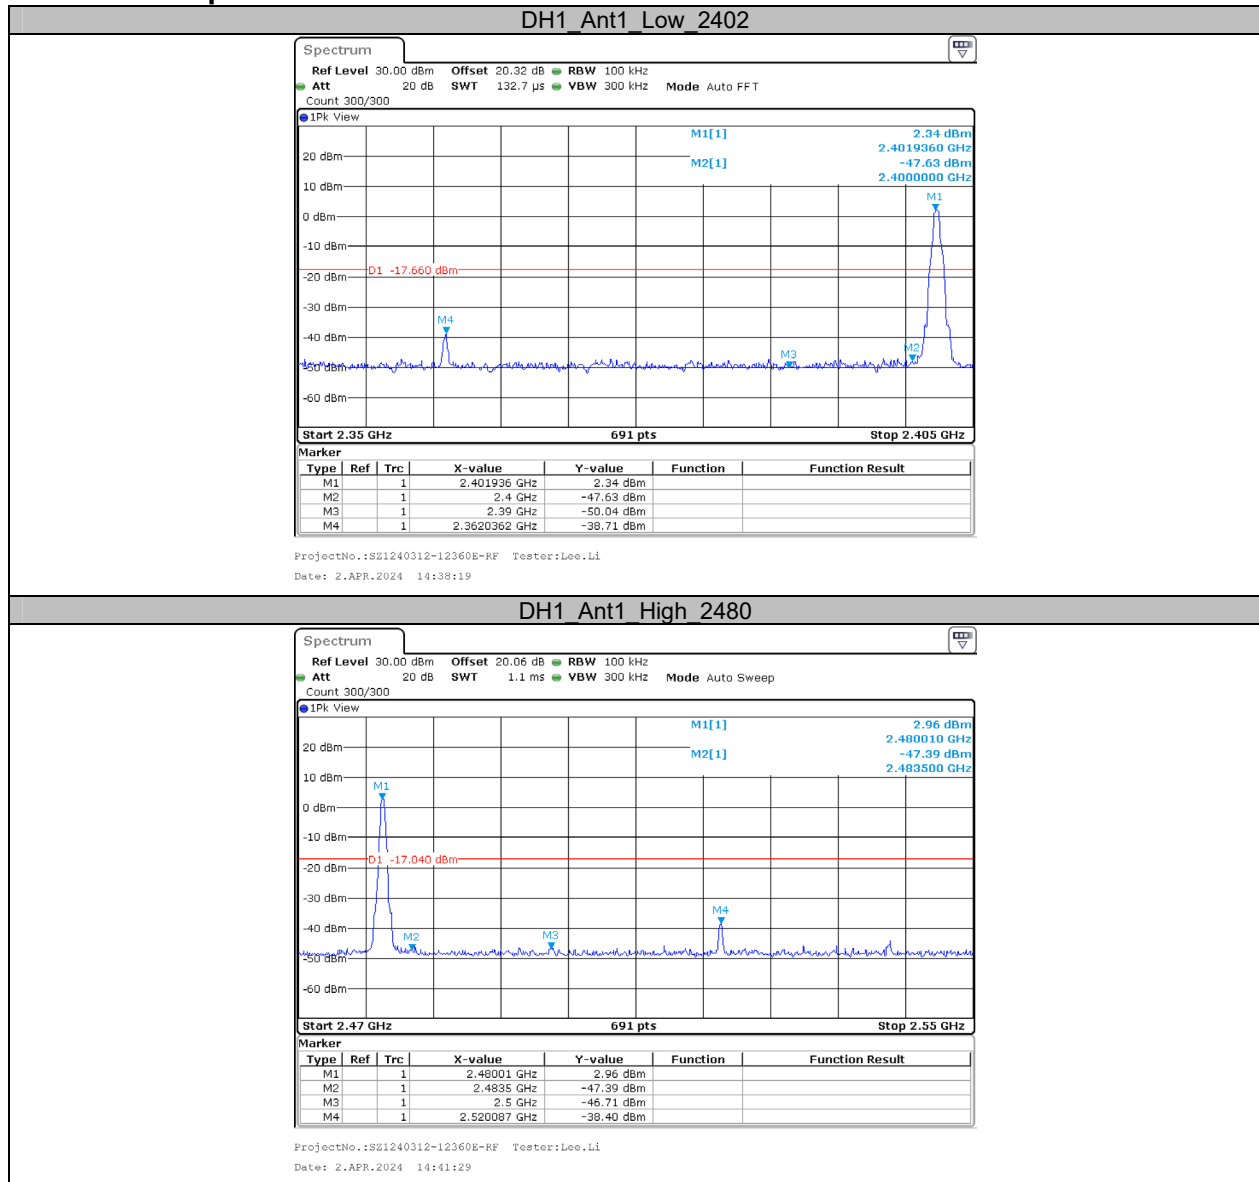 DH1_Ant1_Low_2402
Spectrum
Ref Level 30.00 dBm Offset 20.32 dB RBW 100 kHz
Att 20 dB SWT 132.7 µs VBW 300 kHz Mode Auto FFT
Count 300/300
1Pk View
M1[1] 2.34 dBm
2.4019360 GHz
20 dBm
M2[1] -47.63 dBm
2.4000000 GHz
10 dBm
M1
0 dBm
-10 dBm
D1 -17.660 dBm
-20 dBm
-30 dBm
M4
-40 dBm
M3 M2
-50 dBm
-60 dBm
Start 2.35 GHz 691 pts Stop 2.405 GHz
Marker
Type Ref Trc X-value Y-value Function Function Result
M1 1 2.401936 GHz 2.34 dBm
M2 1 2.4 GHz -47.63 dBm
M3 1 2.39 GHz -50.04 dBm
M4 1 2.3620362 GHz -38.71 dBm
ProjectNo.:SZ1240312-12360E-RF Tester:Lee.Li
Date: 2.APR.2024 14:38:19
DH1_Ant1_High_2480
Spectrum
Ref Level 30.00 dBm Offset 20.06 dB RBW 100 kHz
Att 20 dB SWT 1.1 ms VBW 300 kHz Mode Auto Sweep
Count 300/300
1Pk View
M1[1] 2.96 dBm
2.480010 GHz
20 dBm
M2[1] -47.39 dBm
2.483500 GHz
10 dBm
M1
0 dBm
-10 dBm
D1 -17.040 dBm
-20 dBm
-30 dBm
M4
-40 dBm
M2 M3
-50 dBm
-60 dBm
Start 2.47 GHz 691 pts Stop 2.55 GHz
Marker
Type Ref Trc X-value Y-value Function Function Result
M1 1 2.48001 GHz 2.96 dBm
M2 1 2.4835 GHz -47.39 dBm
M3 1 2.5 GHz -46.71 dBm
M4 1 2.520087 GHz -38.40 dBm
ProjectNo.:SZ1240312-12360E-RF Tester:Lee.Li
Date: 2.APR.2024 14:41:29